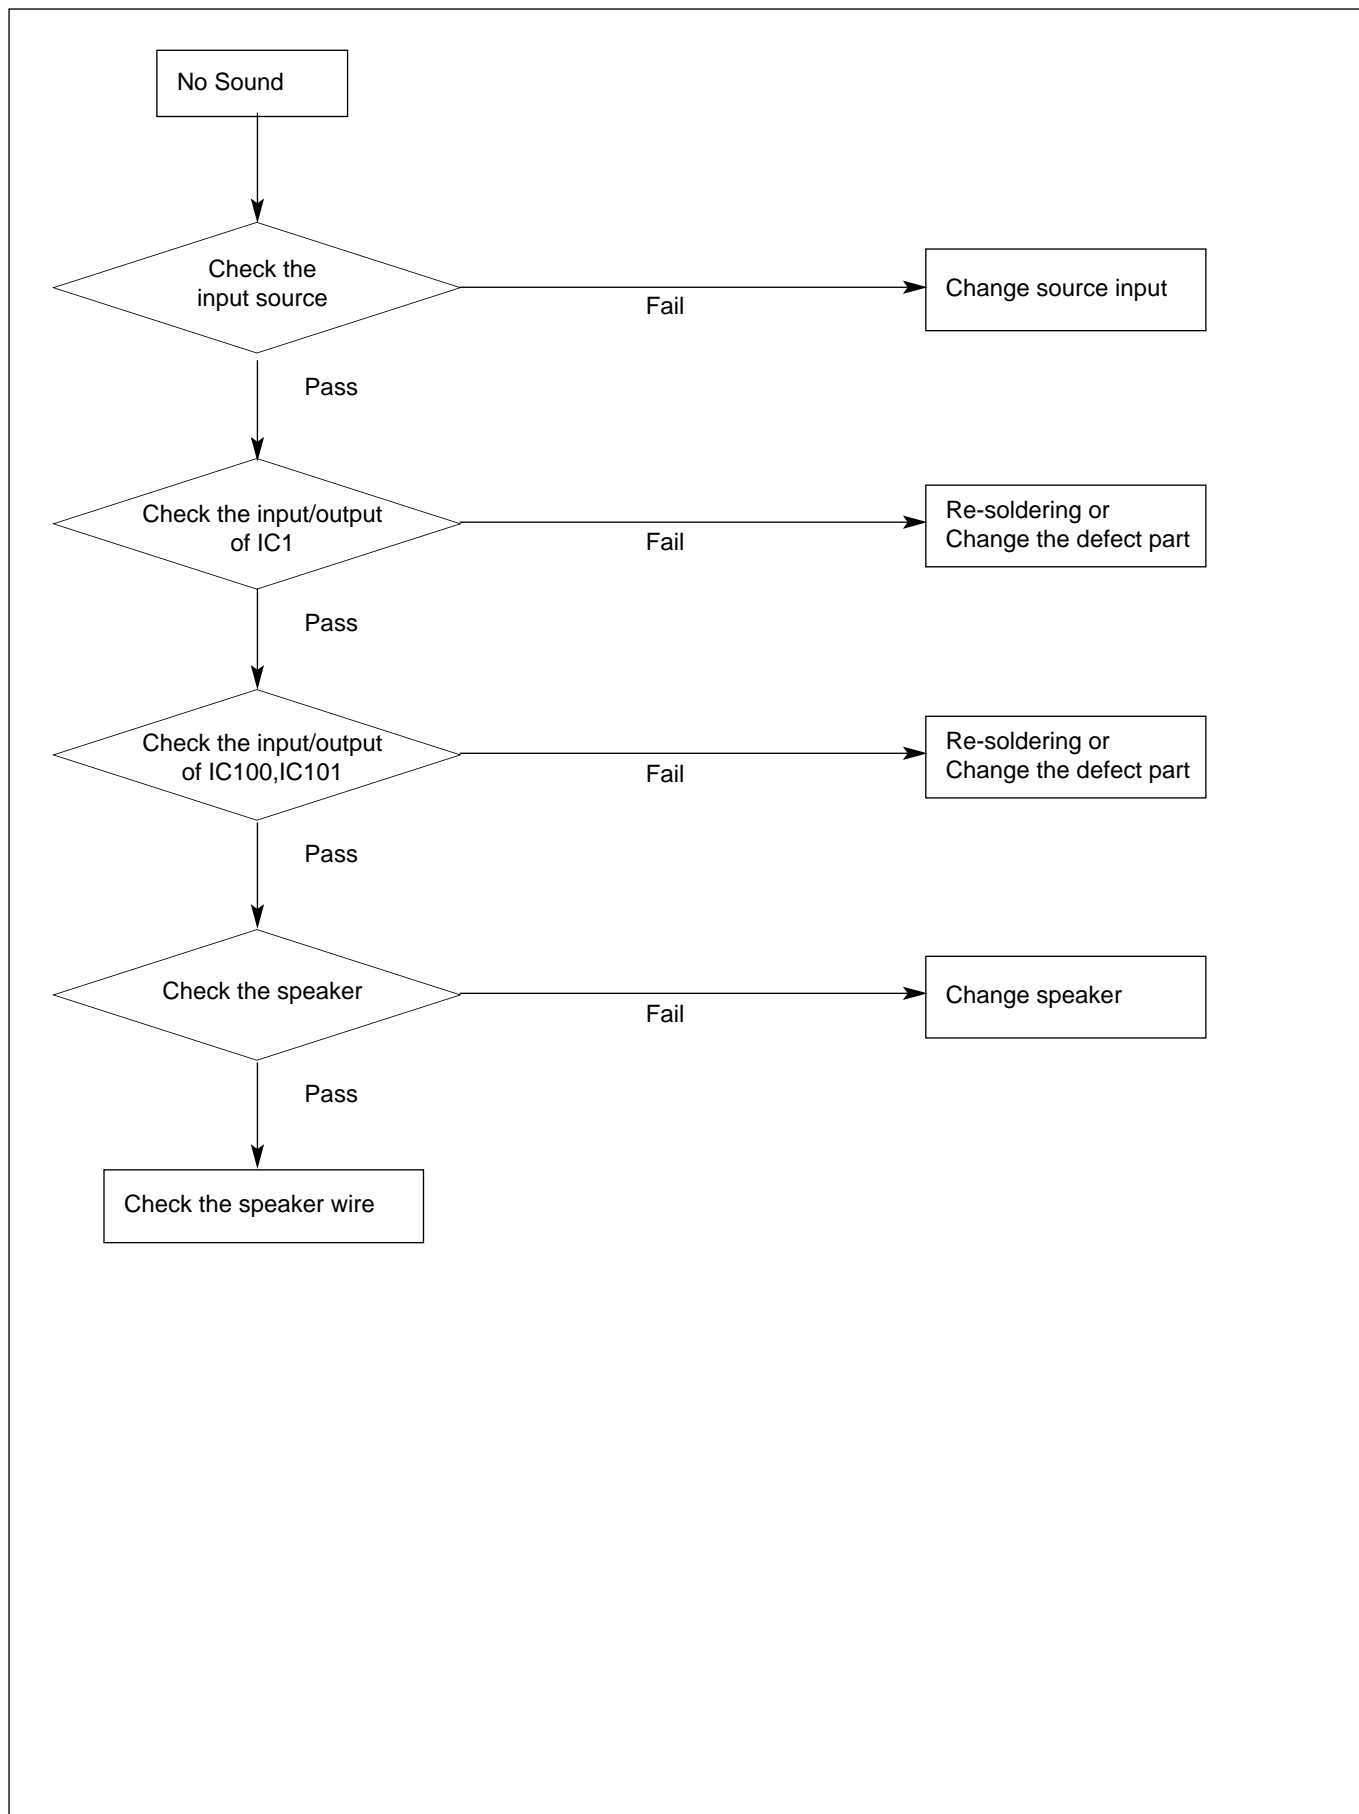 No Sound
Check the
input source
Fail
Change source input
Pass
Check the input/output
of IC1
Fail
Re-soldering or
Change the defect part
Pass
Check the input/output
of IC100,IC101
Fail
Re-soldering or
Change the defect part
Pass
Check the speaker
Fail
Change speaker
Pass
Check the speaker wire